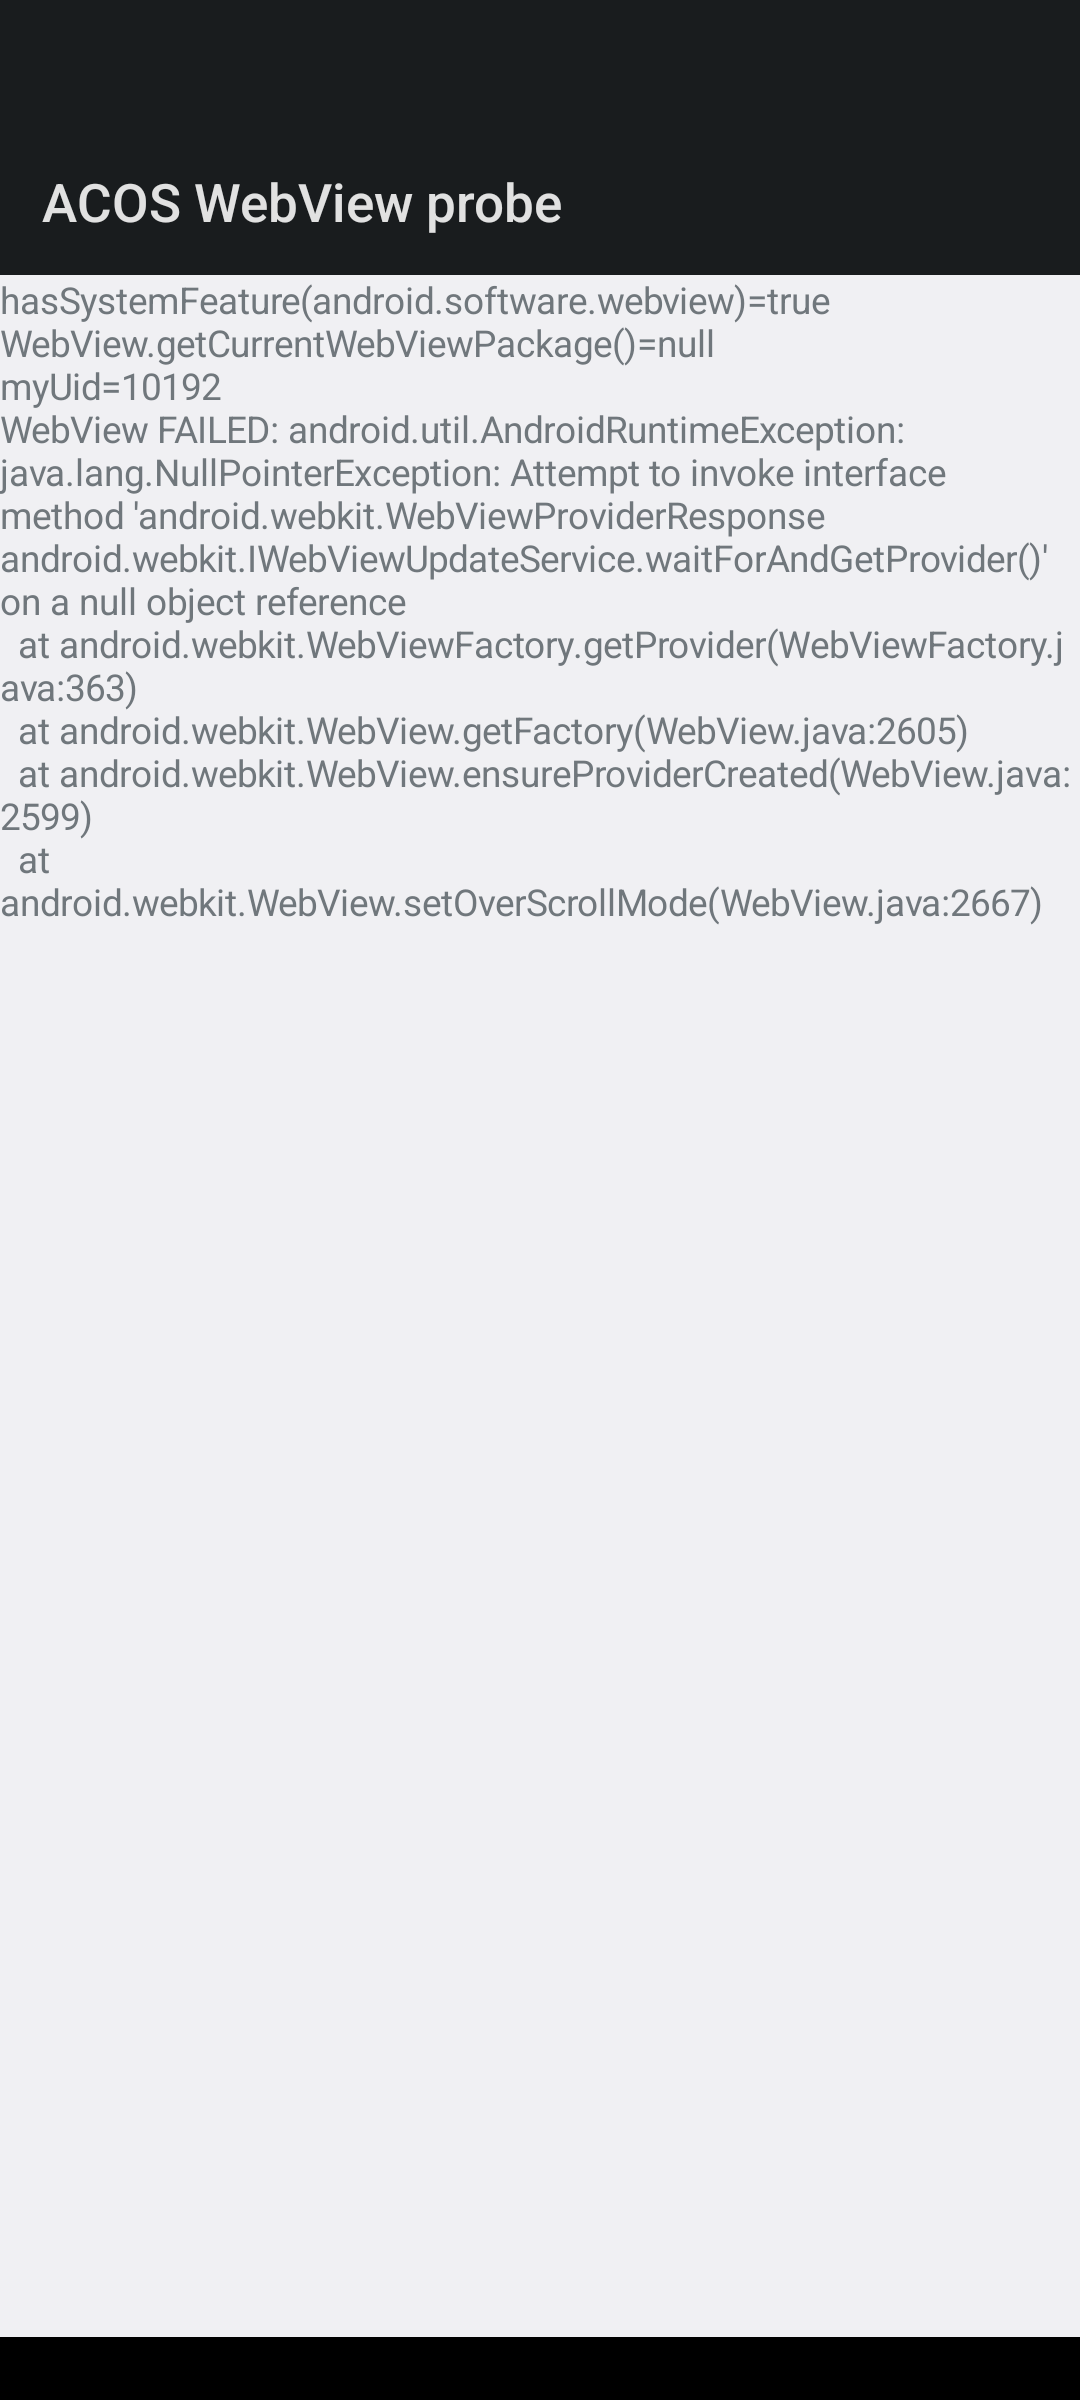 ACOS WebView probe
hasSystemFeature(android.software.webview)=true
WebView.getCurrentWebViewPackage()=null
myUid=10192
WebView FAILED: android.util.AndroidRuntimeException:
java.lang.NullPointerException: Attempt to invoke interface
method 'android.webkit.WebViewProviderResponse
android.webkit.IWebViewUpdateService.waitForAndGetProvider()'
on a null object reference
  at android.webkit.WebViewFactory.getProvider(WebViewFactory.j
ava:363)
  at android.webkit.WebView.getFactory(WebView.java:2605)
  at android.webkit.WebView.ensureProviderCreated(WebView.java:
2599)
  at
android.webkit.WebView.setOverScrollMode(WebView.java:2667)